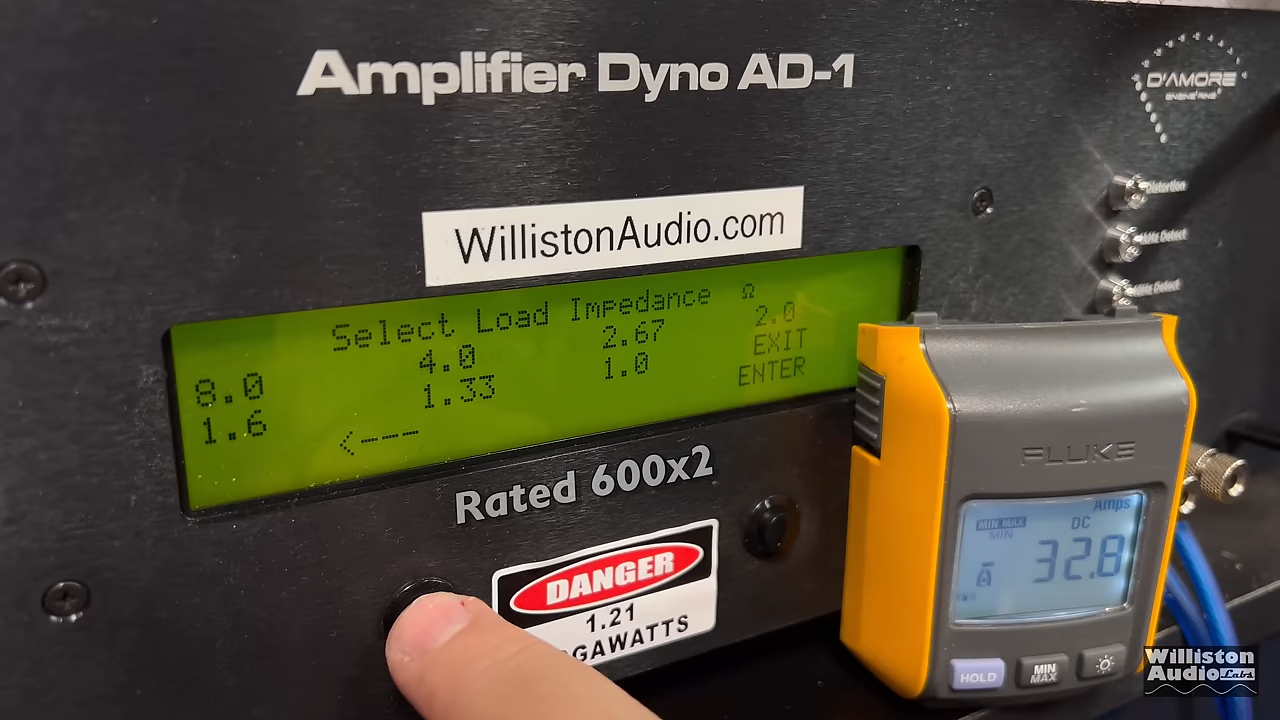 Amplifier Dyno AD-1
D'AMORE
ENGINEERING
Distortion
WillistonAudio.com
Select Load Impedance Ω
8.0 4.0 2.67 2.0
1.6 1.33 1.0 EXIT
<--- ENTER
Rated 600x2
DANGER
1.21
GAWATTS
FLUKE
Amps
MIN MAX DC
MIN
32.8
HOLD
MIN
MAX
Williston
Audio Labs